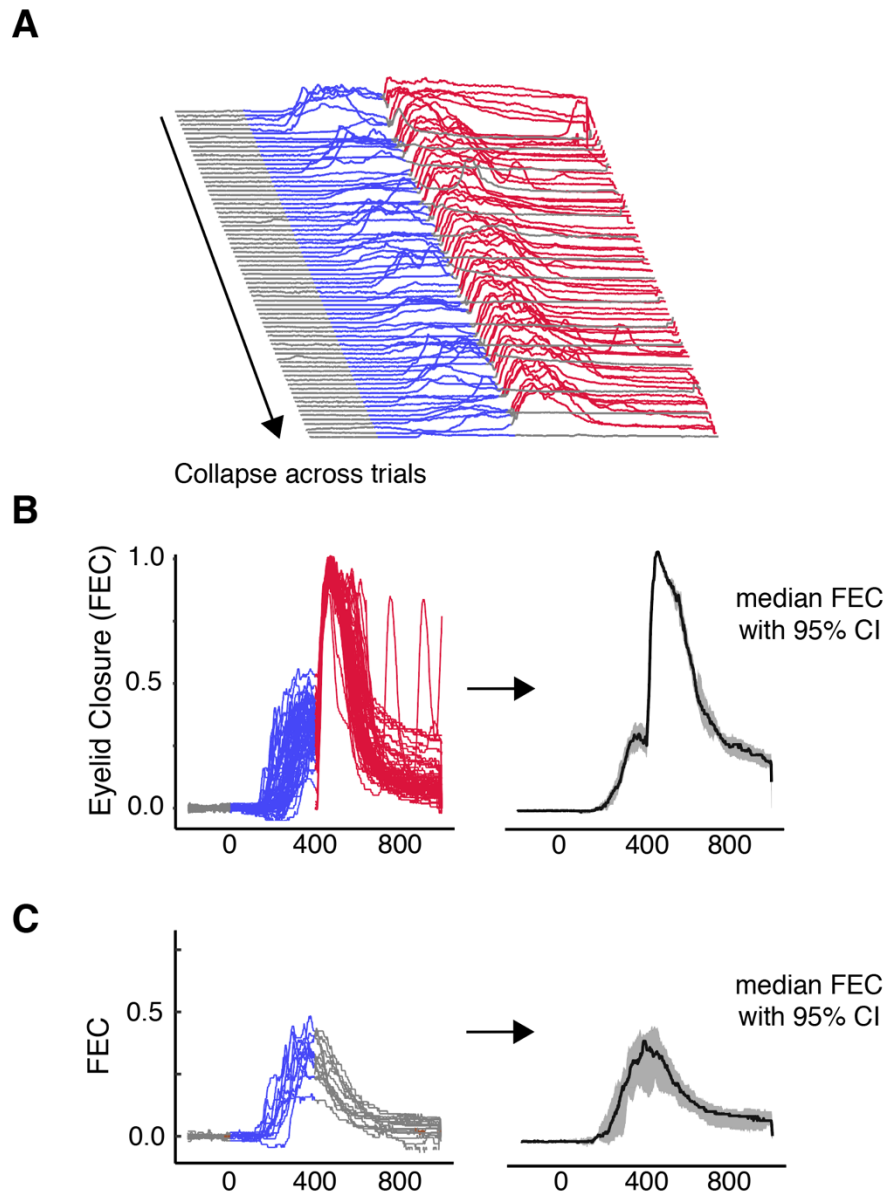 A
Collapse across trials
B
Eyelid Closure (FEC)
1.0
0.5
0.0
0 400 800
median FEC
with 95% CI
0 400 800
C
FEC
0.5
0.0
0 400 800
median FEC
with 95% CI
0 400 800